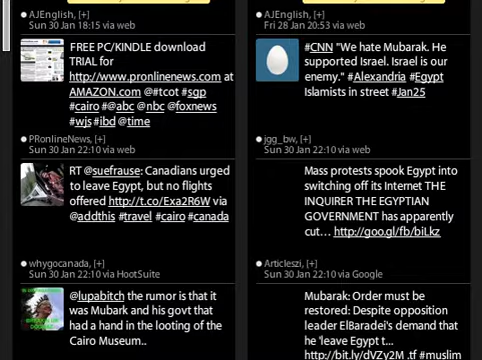 AJEnglish, [+]
Sun 30 Jan 18:15 via web
FREE PC/KINDLE download
TRIAL for
http://www.pronlinenews.com at
AMAZON.com @#tcot #sgp
#cairo #@abc @nbc @foxnews
#wjs #ibd @time
PRonlineNews, [+]
Sun 30 Jan 22:10 via web
RT @suefrause: Canadians urged
to leave Egypt, but no flights
offered http://t.co/Exa2R6W via
@addthis #travel #cairo #canada
whygocanada, [+]
Sun 30 Jan 22:10 via HootSuite
@lupabitch the rumor is that it
was Mubark and his govt that
had a hand in the looting of the
Cairo Museum..
AJEnglish, [+]
Fri 28 Jan 20:53 via web
#CNN "We hate Mubarak. He
supported Israel. Israel is our
enemy." #Alexandria #Egypt
Islamists in street #Jan25
jgg_bw, [+]
Sun 30 Jan 22:10 via web
Mass protests spook Egypt into
switching off its Internet THE
INQUIRER THE EGYPTIAN
GOVERNMENT has apparently
cut... http://goo.gl/fb/biLkz
Articleszi, [+]
Sun 30 Jan 22:10 via Google
Mubarak: Order must be
restored: Despite opposition
leader ElBaradei's demand that
he 'leave Egypt t...
http://bit.ly/dVZy2M .tf #muslim